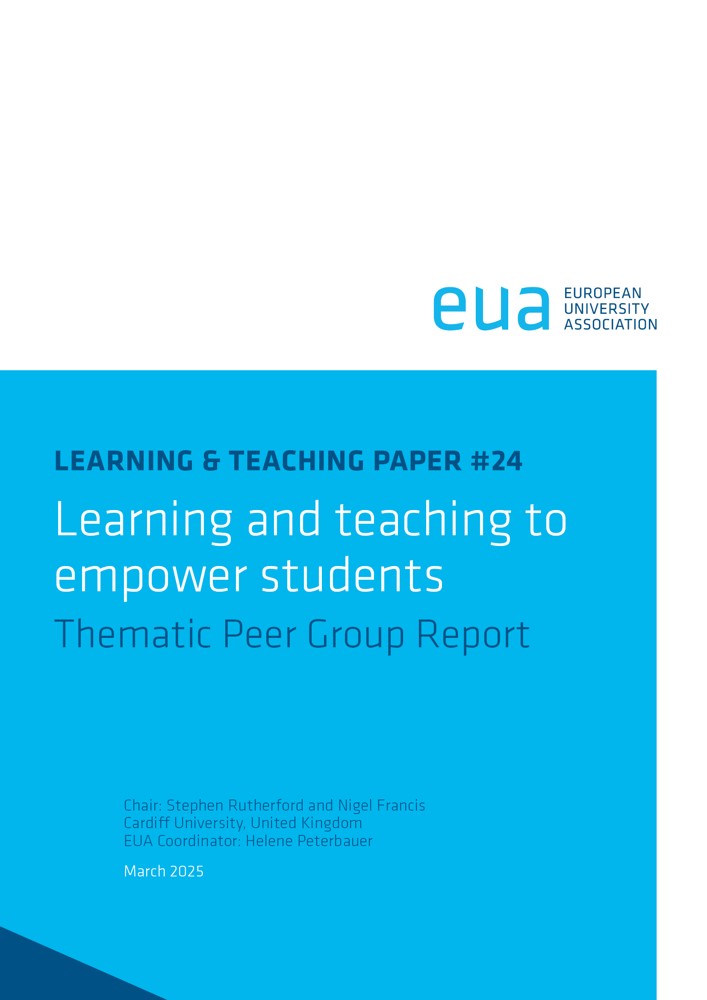 eua
EUROPEAN
UNIVERSITY
ASSOCIATION
LEARNING & TEACHING PAPER #24
Learning and teaching to
empower students
Thematic Peer Group Report
Chair: Stephen Rutherford and Nigel Francis
Cardiff University, United Kingdom
EUA Coordinator: Helene Peterbauer
March 2025